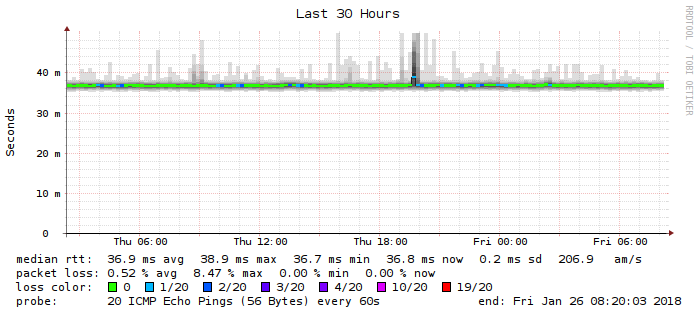 Last 30 Hours
RRDTOOL / TOBI OETIKER
Seconds
40 m
30 m
20 m
10 m
0
Thu 06:00 Thu 12:00 Thu 18:00 Fri 00:00 Fri 06:00
median rtt: 36.9 ms avg 38.9 ms max 36.7 ms min 36.8 ms now 0.2 ms sd 206.9 am/s
packet loss: 0.52 % avg 8.47 % max 0.00 % min 0.00 % now
loss color: 0 1/20 2/20 3/20 4/20 10/20 19/20
probe: 20 ICMP Echo Pings (56 Bytes) every 60s end: Fri Jan 26 08:20:03 2018